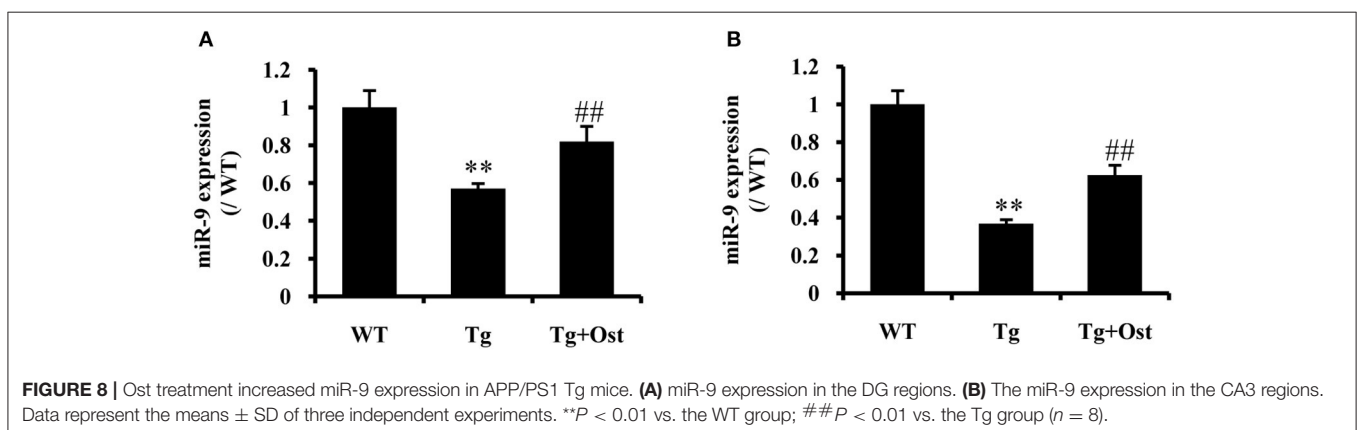 A
miR-9 expression
(/ WT)
1.2
1
0.8
0.6
0.4
0.2
0
**
##
WT Tg Tg+Ost
B
miR-9 expression
(/ WT)
1.2
1
0.8
0.6
0.4
0.2
0
**
##
WT Tg Tg+Ost
FIGURE 8 | Ost treatment increased miR-9 expression in APP/PS1 Tg mice. (A) miR-9 expression in the DG regions. (B) The miR-9 expression in the CA3 regions.
Data represent the means ± SD of three independent experiments. **P < 0.01 vs. the WT group; ##P < 0.01 vs. the Tg group (n = 8).